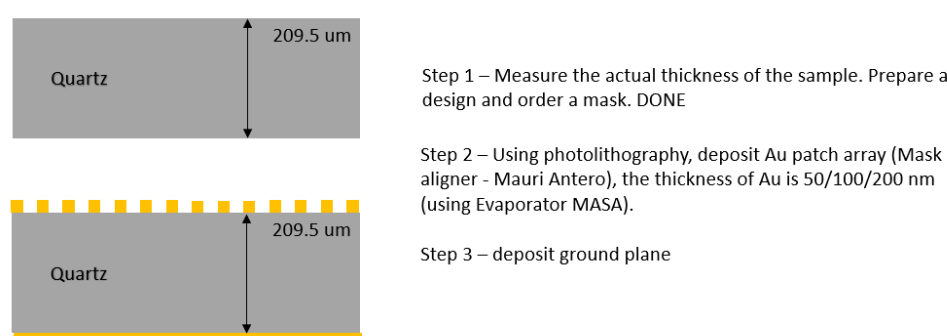 209.5 um
Quartz
Step 1 – Measure the actual thickness of the sample. Prepare a
design and order a mask. DONE
Step 2 – Using photolithography, deposit Au patch array (Mask
aligner - Mauri Antero), the thickness of Au is 50/100/200 nm
(using Evaporator MASA).
209.5 um
Quartz
Step 3 – deposit ground plane